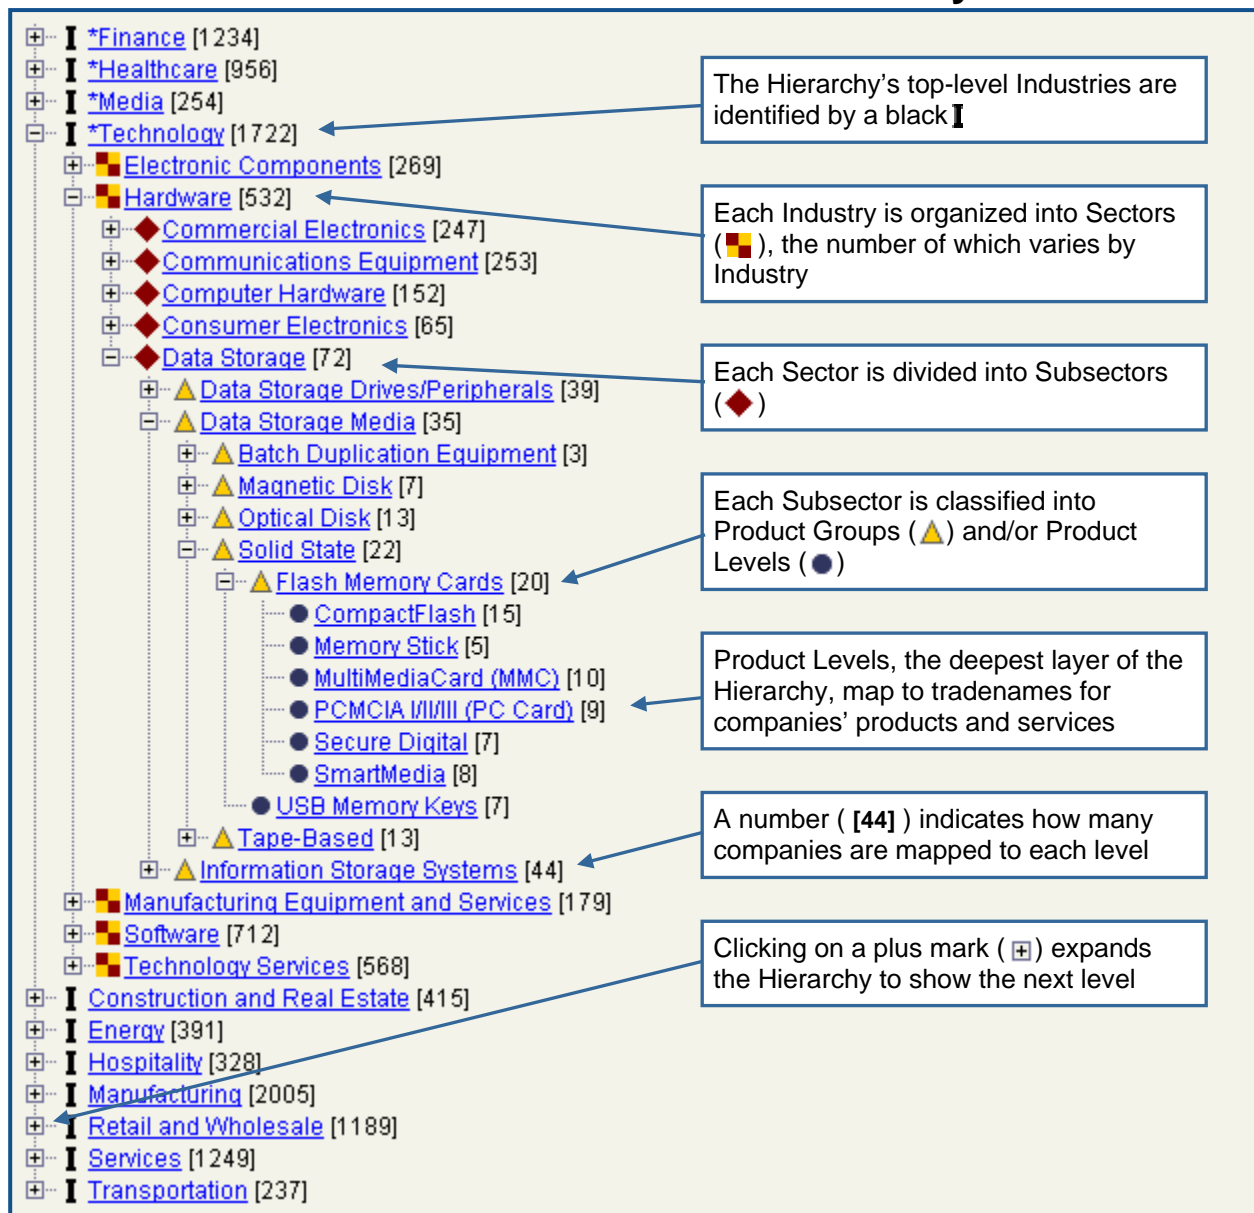 *Finance [1234]
*Healthcare [956]
*Media [254]
*Technology [1722]
Electronic Components [269]
Hardware [532]
Commercial Electronics [247]
Communications Equipment [253]
Computer Hardware [152]
Consumer Electronics [65]
Data Storage [72]
Data Storage Drives/Peripherals [39]
Data Storage Media [35]
Batch Duplication Equipment [3]
Magnetic Disk [7]
Optical Disk [13]
Solid State [22]
Flash Memory Cards [20]
CompactFlash [15]
Memory Stick [5]
MultiMediaCard (MMC) [10]
PCMCIA I/II/III (PC Card) [9]
Secure Digital [7]
SmartMedia [8]
USB Memory Keys [7]
Tape-Based [13]
Information Storage Systems [44]
Manufacturing Equipment and Services [179]
Software [712]
Technology Services [568]
Construction and Real Estate [415]
Energy [391]
Hospitality [328]
Manufacturing [2005]
Retail and Wholesale [1189]
Services [1249]
Transportation [237]
The Hierarchy's top-level Industries are
identified by a black I
Each Industry is organized into Sectors
( ), the number of which varies by
Industry
Each Sector is divided into Subsectors
( )
Each Subsector is classified into
Product Groups ( ) and/or Product
Levels ( )
Product Levels, the deepest layer of the
Hierarchy, map to tradenames for
companies' products and services
A number ( [44] ) indicates how many
companies are mapped to each level
Clicking on a plus mark ( ) expands
the Hierarchy to show the next level